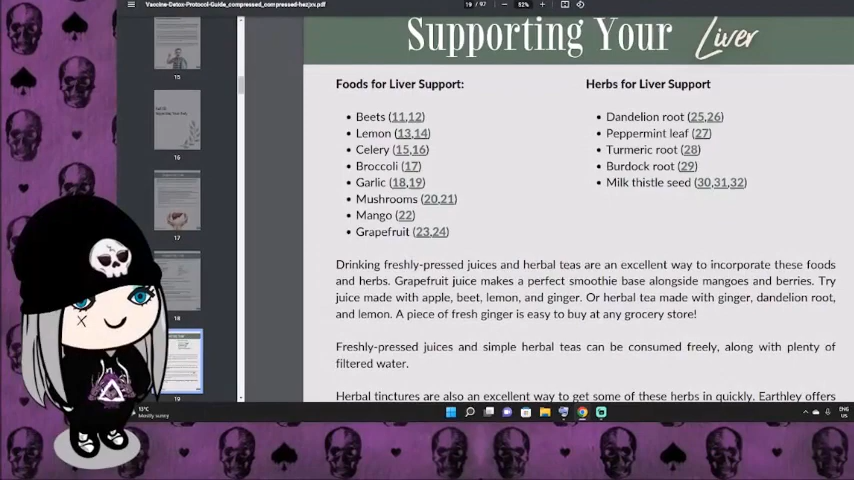 Vaccine-Detox-Protocol-Guide_compressed_compressed-hezjxx.pdf
19 / 97
52%
Supporting Your Liver
Foods for Liver Support:
Herbs for Liver Support
Beets (11,12)
Lemon (13,14)
Celery (15,16)
Broccoli (17)
Garlic (18,19)
Mushrooms (20,21)
Mango (22)
Grapefruit (23,24)
Dandelion root (25,26)
Peppermint leaf (27)
Turmeric root (28)
Burdock root (29)
Milk thistle seed (30,31,32)
Drinking freshly-pressed juices and herbal teas are an excellent way to incorporate these foods
and herbs. Grapefruit juice makes a perfect smoothie base alongside mangoes and berries. Try
juice made with apple, beet, lemon, and ginger. Or herbal tea made with ginger, dandelion root,
and lemon. A piece of fresh ginger is easy to buy at any grocery store!
Freshly-pressed juices and simple herbal teas can be consumed freely, along with plenty of
filtered water.
Herbal tinctures are also an excellent way to get some of these herbs in quickly. Earthley offers
15
16
17
18
19
13°C
Mostly sunny
ENG
US